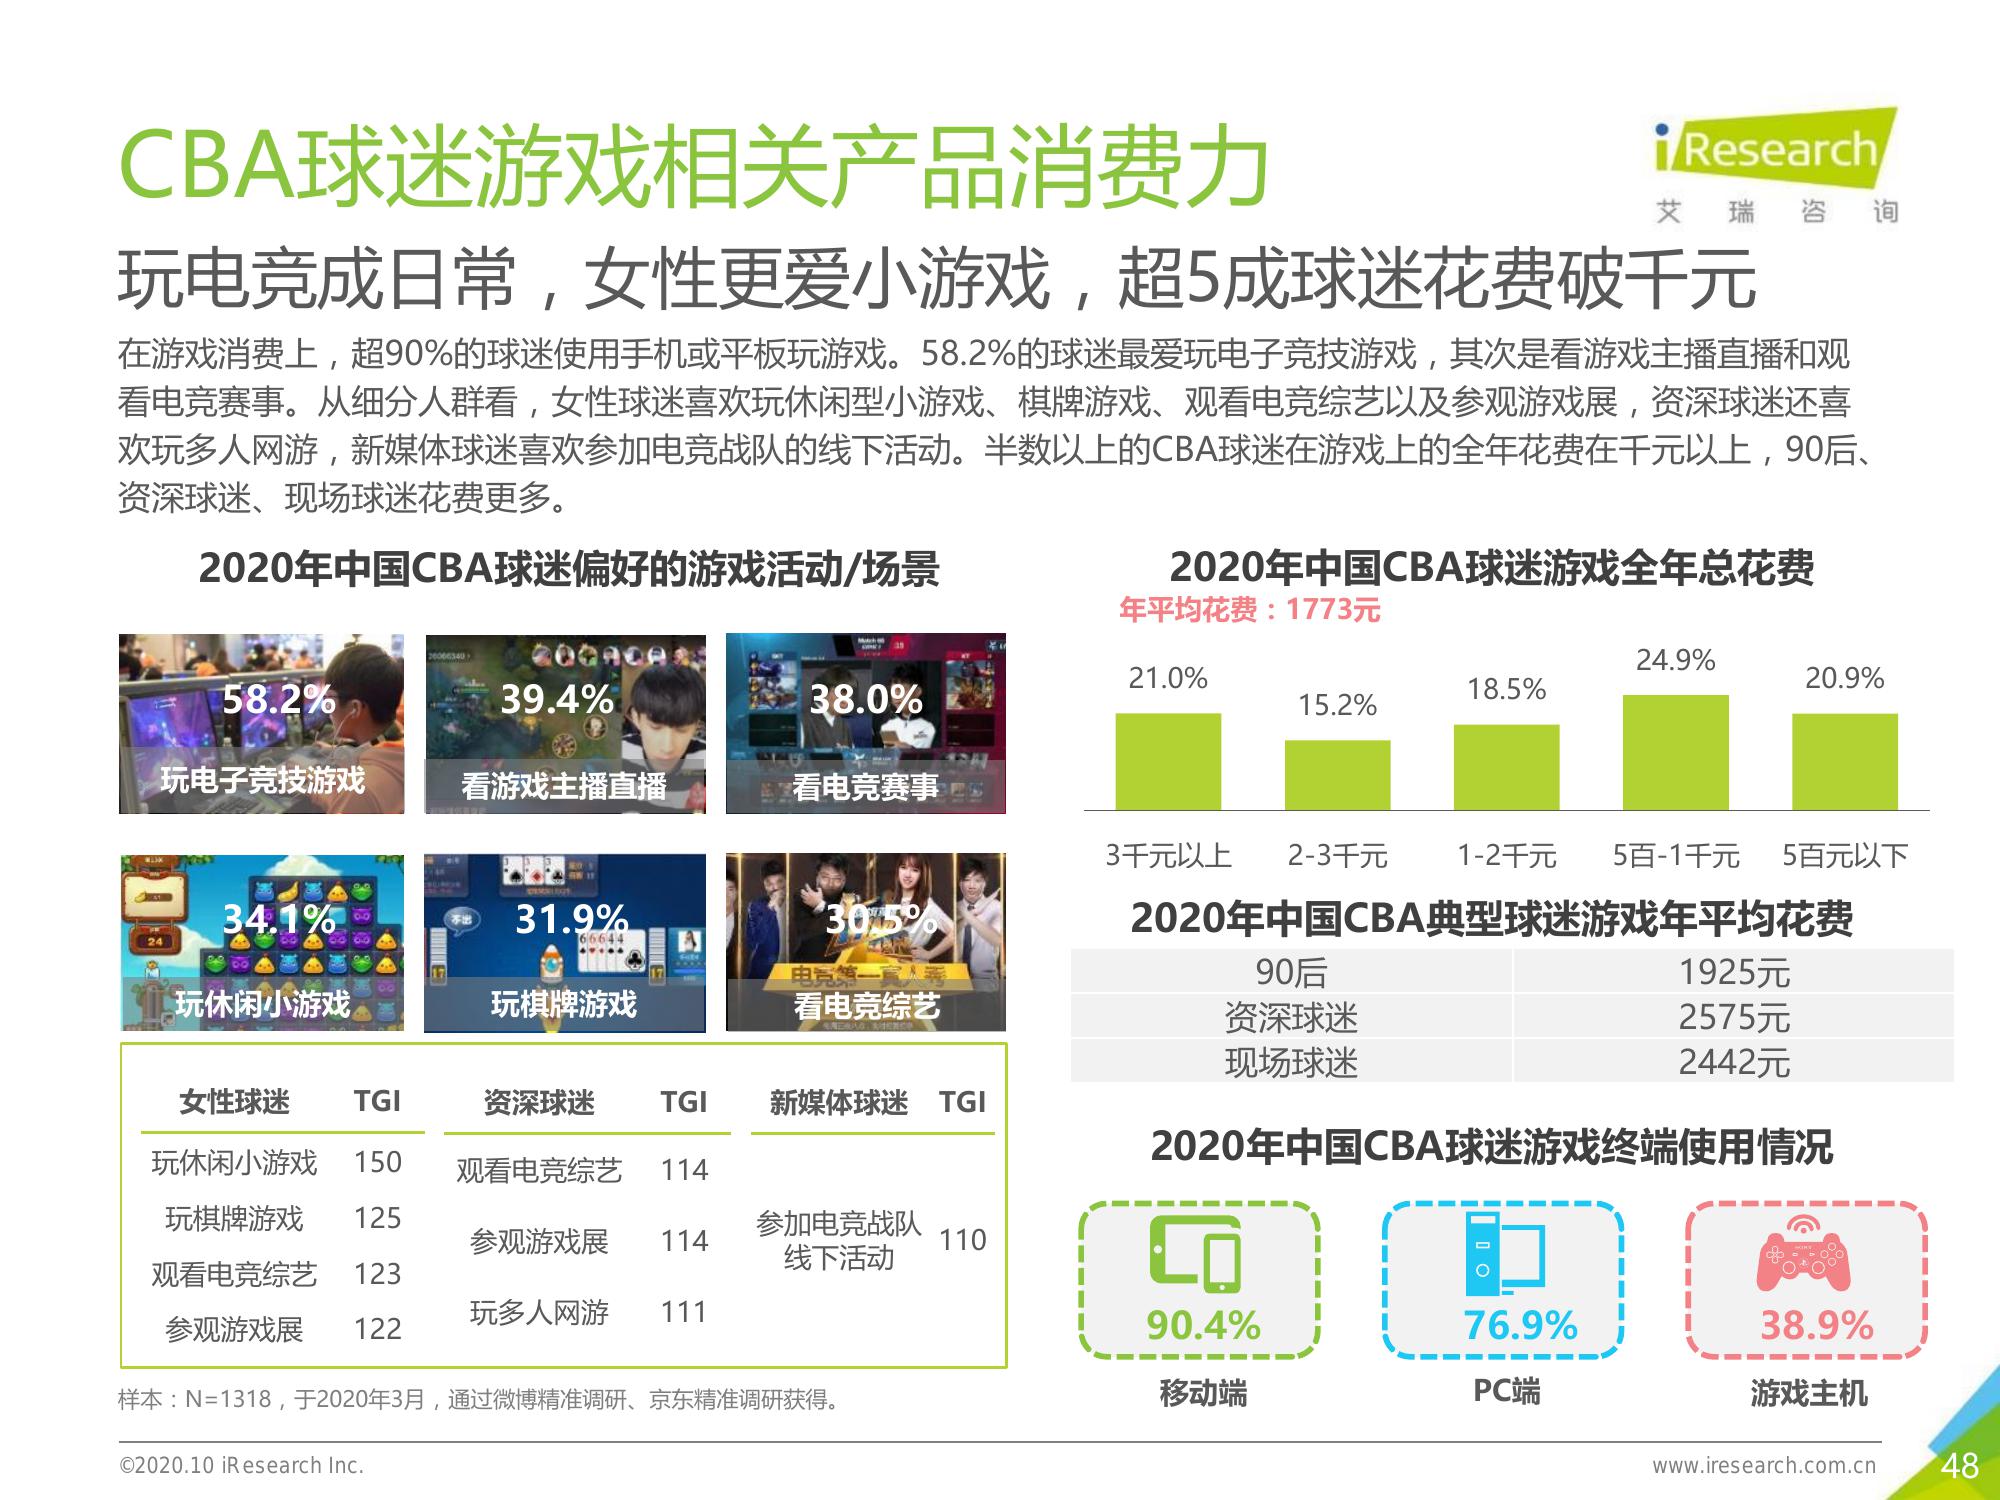 CBA球迷游戏相关产品消费力
iResearch
艾瑞咨询
玩电竞成日常，女性更爱小游戏，超5成球迷花费破千元
在游戏消费上，超90%的球迷使用手机或平板玩游戏。58.2%的球迷最爱玩电子竞技游戏，其次是看游戏主播直播和观
看电竞赛事。从细分人群看，女性球迷喜欢玩休闲型小游戏、棋牌游戏、观看电竞综艺以及参观游戏展，资深球迷还喜
欢玩多人网游，新媒体球迷喜欢参加电竞战队的线下活动。半数以上的CBA球迷在游戏上的全年花费在千元以上，90后、
资深球迷、现场球迷花费更多。
2020年中国CBA球迷偏好的游戏活动/场景
58.2%
玩电子竞技游戏
39.4%
看游戏主播直播
38.0%
看电竞赛事
34.1%
24
玩休闲小游戏
31.9%
不出
17
17
玩棋牌游戏
30.5%
电竞第一真人秀
看电竞综艺
女性球迷 TGI
玩休闲小游戏 150
玩棋牌游戏 125
观看电竞综艺 123
参观游戏展 122
资深球迷 TGI
观看电竞综艺 114
参观游戏展 114
玩多人网游 111
新媒体球迷 TGI
参加电竞战队
线下活动 110
2020年中国CBA球迷游戏全年总花费
年平均花费：1773元
21.0% 15.2% 18.5% 24.9% 20.9%
3千元以上 2-3千元 1-2千元 5百-1千元 5百元以下
2020年中国CBA典型球迷游戏年平均花费
90后 1925元
资深球迷 2575元
现场球迷 2442元
2020年中国CBA球迷游戏终端使用情况
90.4% 76.9% 38.9%
移动端 PC端 游戏主机
样本：N=1318，于2020年3月，通过微博精准调研、京东精准调研获得。
©2020.10 iResearch Inc.
www.iresearch.com.cn
48